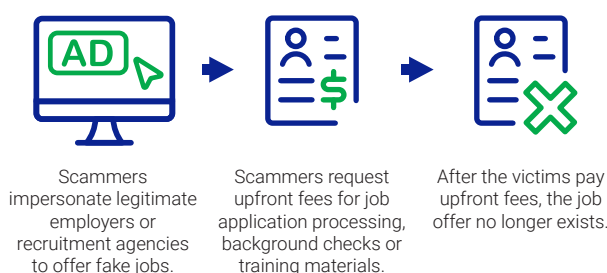 AD
$
Scammers
impersonate legitimate
employers or
recruitment agencies
to offer fake jobs.
Scammers request
upfront fees for job
application processing,
background checks or
training materials.
After the victims pay
upfront fees, the job
offer no longer exists.